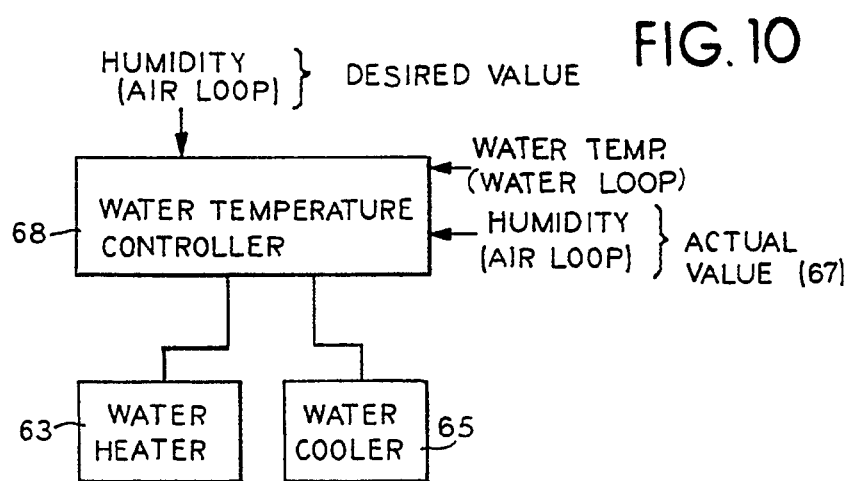 FIG. 10
HUMIDITY
(AIR LOOP)
DESIRED VALUE
WATER TEMP.
(WATER LOOP)
HUMIDITY
(AIR LOOP)
ACTUAL
VALUE (67)
68
WATER TEMPERATURE
CONTROLLER
63
WATER
HEATER
WATER
COOLER
65